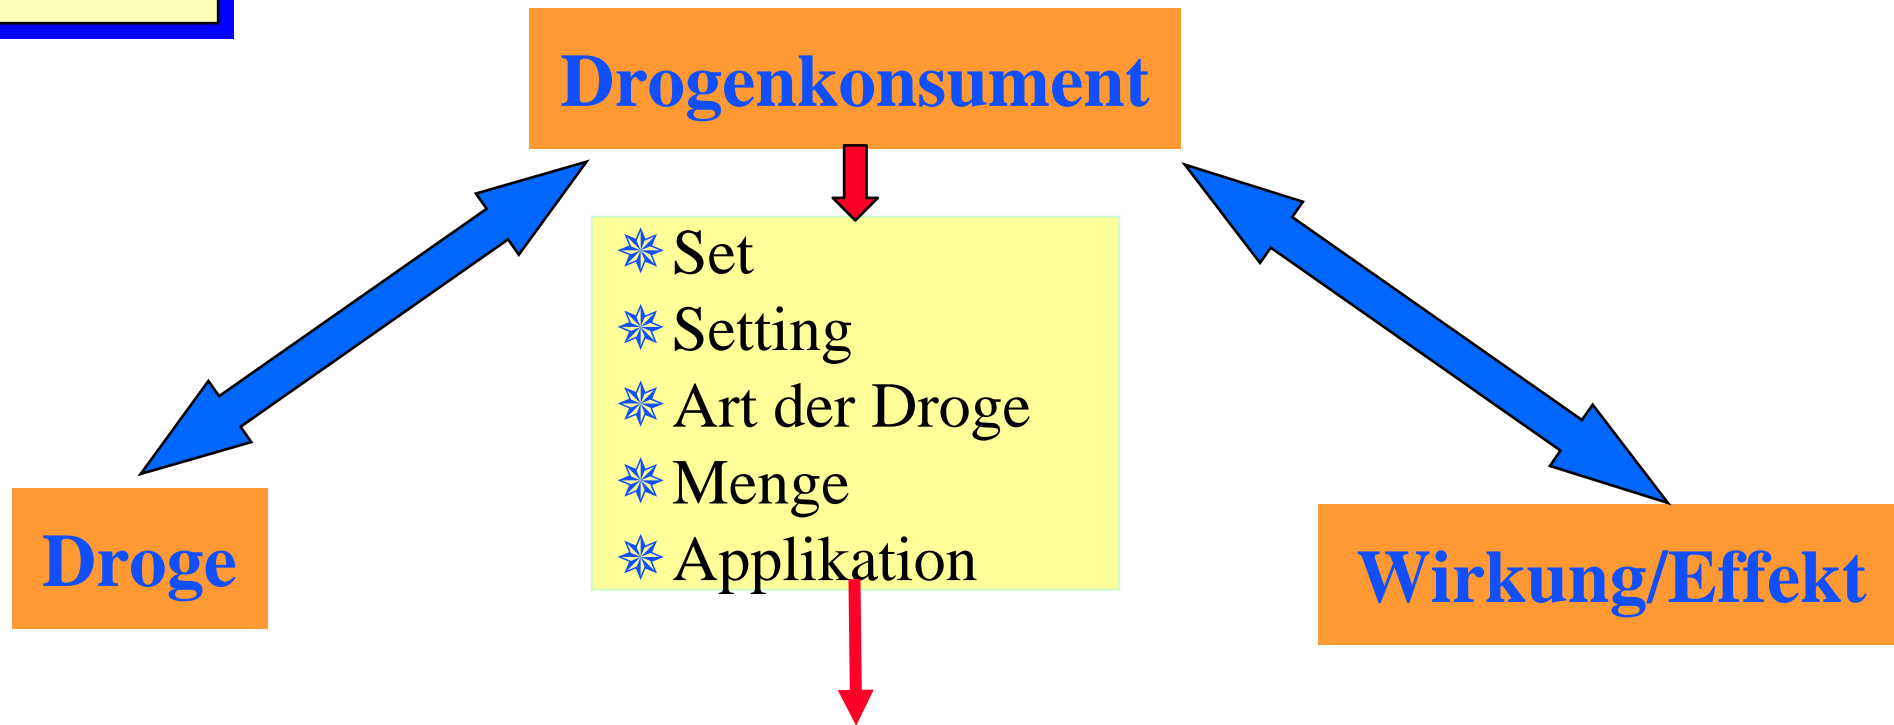 Drogenkonsument
Set
Setting
Art der Droge
Menge
Applikation
Droge
Wirkung/Effekt